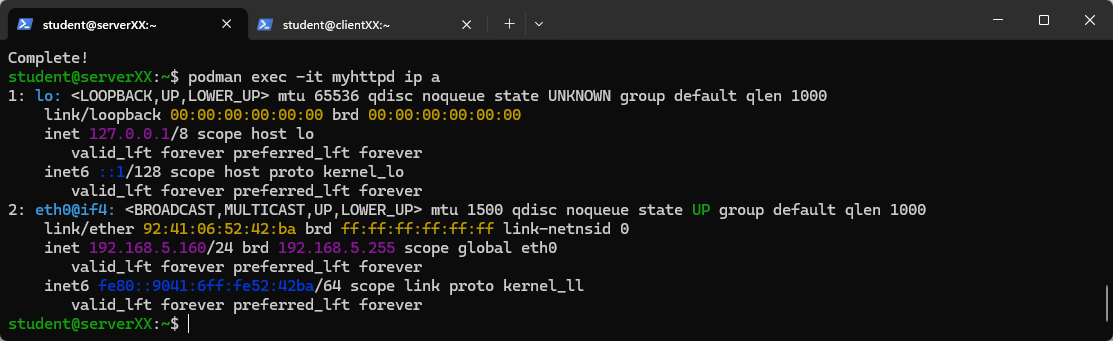 student@serverXX:~
student@clientXX:~
Complete!
student@serverXX:~$ podman exec -it myhttpd ip a
1: lo: <LOOPBACK,UP,LOWER_UP> mtu 65536 qdisc noqueue state UNKNOWN group default qlen 1000
    link/loopback 00:00:00:00:00:00 brd 00:00:00:00:00:00
    inet 127.0.0.1/8 scope host lo
       valid_lft forever preferred_lft forever
    inet6 ::1/128 scope host proto kernel_lo
       valid_lft forever preferred_lft forever
2: eth0@if4: <BROADCAST,MULTICAST,UP,LOWER_UP> mtu 1500 qdisc noqueue state UP group default qlen 1000
    link/ether 92:41:06:52:42:ba brd ff:ff:ff:ff:ff:ff link-netnsid 0
    inet 192.168.5.160/24 brd 192.168.5.255 scope global eth0
       valid_lft forever preferred_lft forever
    inet6 fe80::9041:6ff:fe52:42ba/64 scope link proto kernel_ll
       valid_lft forever preferred_lft forever
student@serverXX:~$